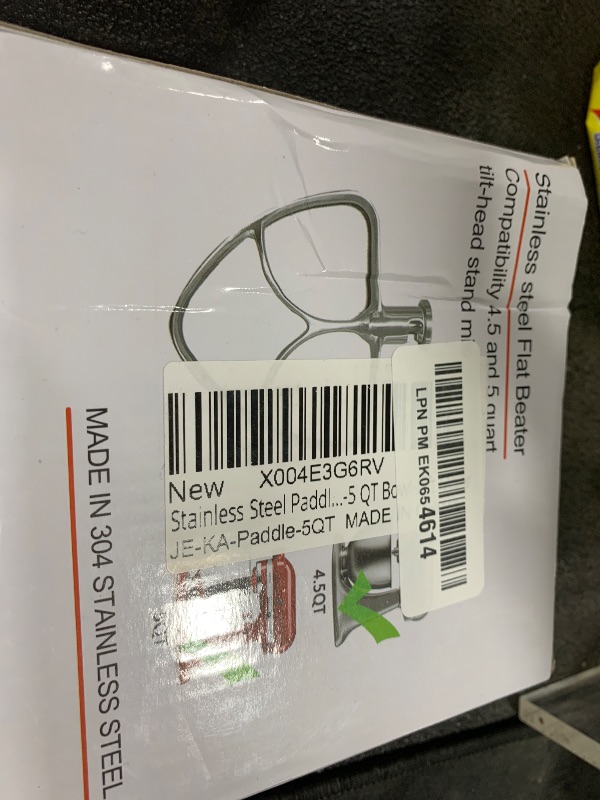 Stainless steel Flat Beater
Compatibility 4.5 and 5 quart
tilt-head stand
LPN PM EK0654614
X004E3G6RV
New
Stainless Steel Paddl...-5 QT
JE-KA-Paddle-5QT MADE
4.5QT
MADE IN 304 STAINLESS STEEL